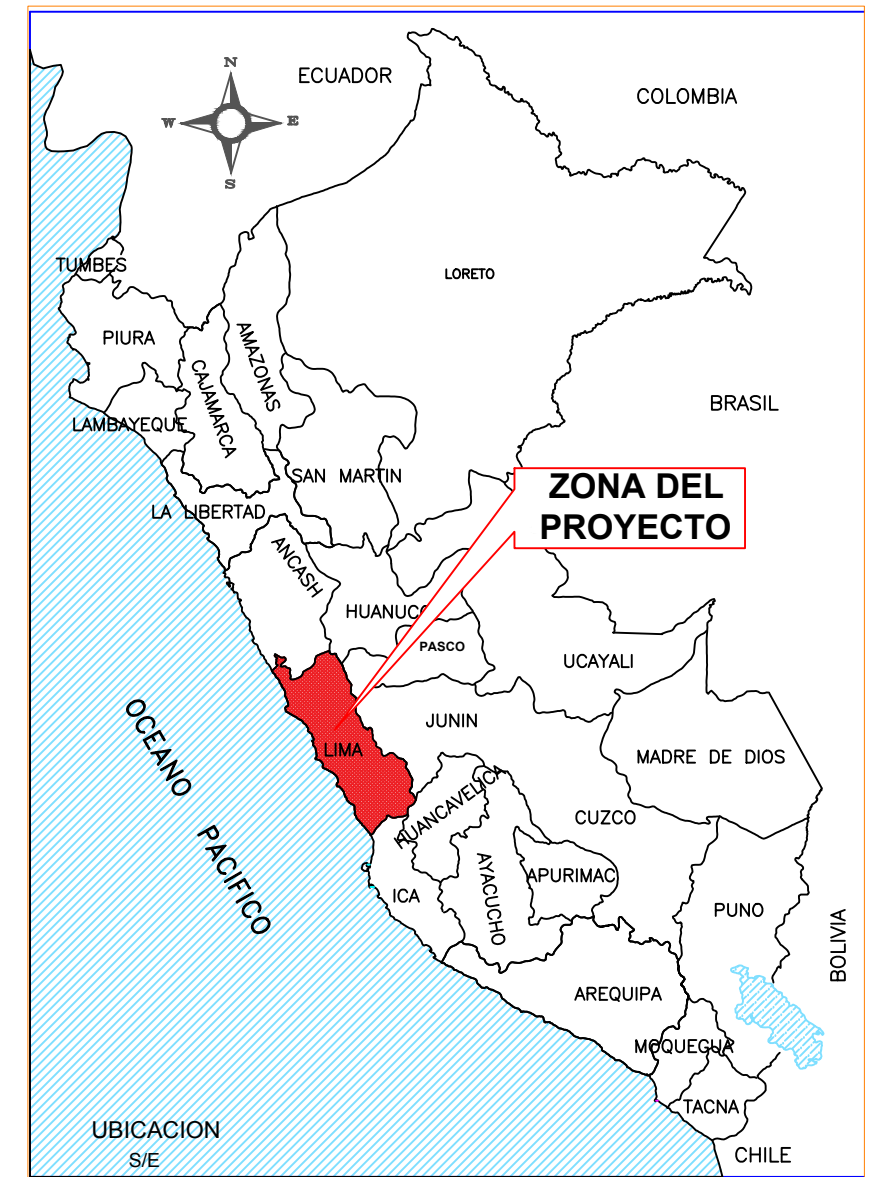 N
ECUADOR
COLOMBIA
W
E
S
TUMBES
LORETO
PIURA
AMAZONAS
CAJAMARCA
BRASIL
LAMBAYEQUE
SAN MARTIN
ZONA DEL
PROYECTO
LA LIBERTAD
ANCASH
HUANUCO
PASCO
UCAYALI
OCEANO PACIFICO
JUNIN
LIMA
MADRE DE DIOS
HUANCAVELICA
CUZCO
AYACUCHO
APURIMAC
ICA
PUNO
BOLIVIA
AREQUIPA
MOQUEGUA
TACNA
UBICACION
S/E
CHILE